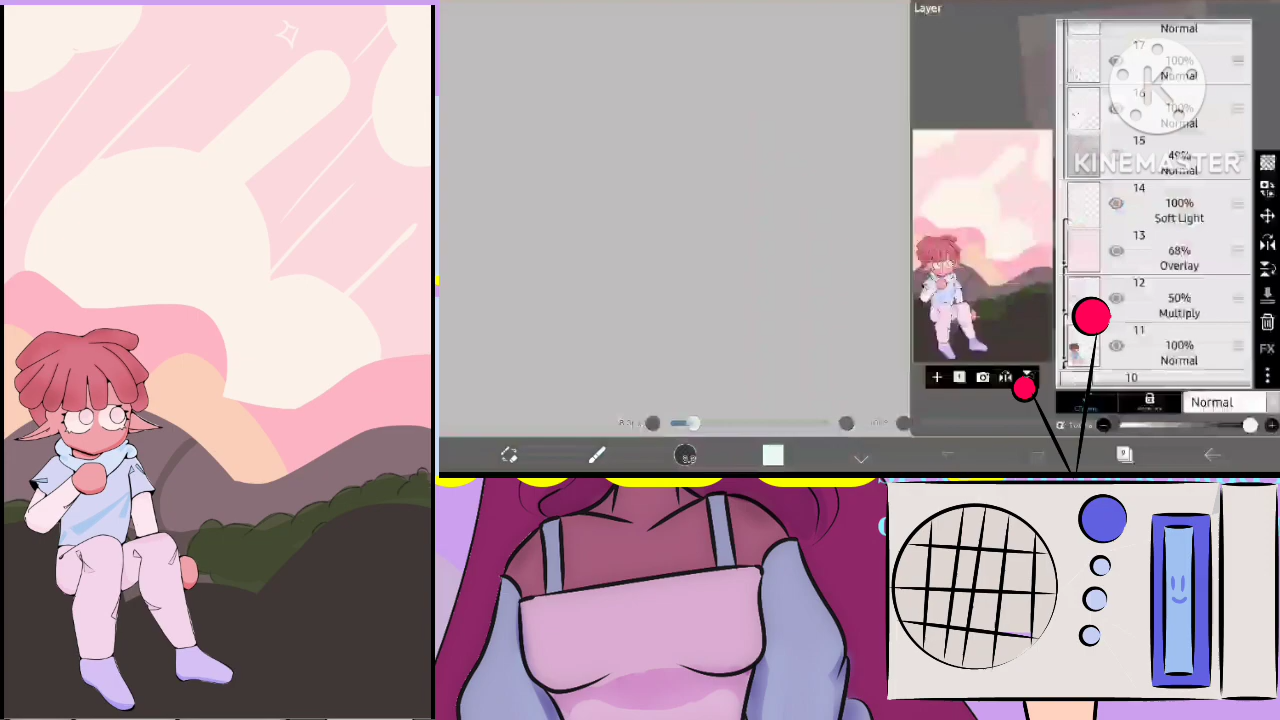 Layer
Normal
17
100%
Normal
16
100%
Normal
15
49%
Normal
KINEMASTER
14
100%
Soft Light
13
68%
Overlay
12
50%
Multiply
11
100%
Normal
10
Normal
FX
9